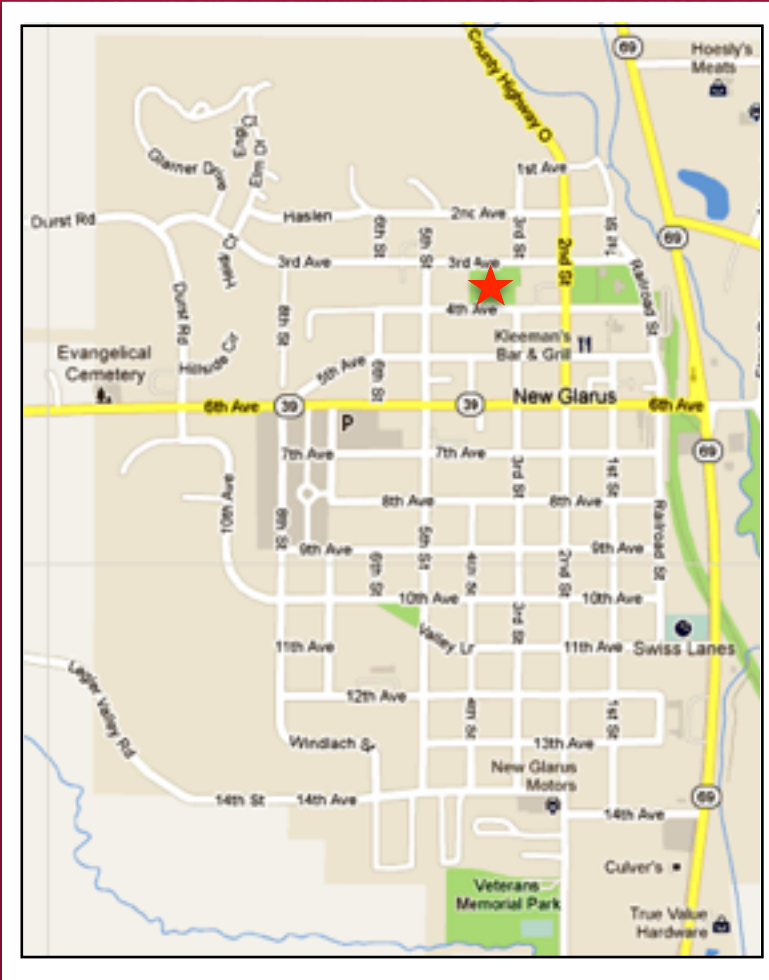 County Highway O
69
Hoesly's
Meats
Glarner Drive
Elm Dr
1st Ave
Durst Rd
Haslen
2nd Ave
6th St
5th St
3rd St
2nd St
1st St
69
3rd Ave
3rd Ave
Railroad St
Durst Rd
8th St
4th Ave
Kleeman's
Bar & Grill
Evangelical
Cemetery
Hillside Cir
5th Ave
6th St
New Glarus
6th Ave
39
39
6th Ave
P
69
7th Ave
7th Ave
3rd St
1st St
10th Ave
8th Ave
8th Ave
8th St
5th St
Railroad St
9th Ave
9th Ave
6th St
4th St
2nd St
10th Ave
10th Ave
3rd St
11th Ave
Valley Ln
11th Ave
Swiss Lanes
Legler Valley Rd
12th Ave
4th St
1st St
Windlach St
13th Ave
New Glarus
Motors
14th St
14th Ave
69
14th Ave
Culver's
Veterans
Memorial Park
True Value
Hardware